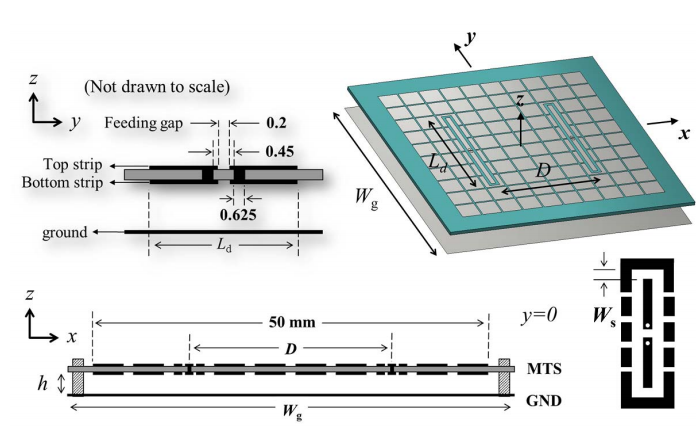 z
y
(Not drawn to scale)
Feeding gap
0.2
0.45
Top strip
Bottom strip
0.625
ground
L_d
y
z
x
L_d
D
W_g
z
x
50 mm
y=0
D
MTS
h
GND
W_g
W_s